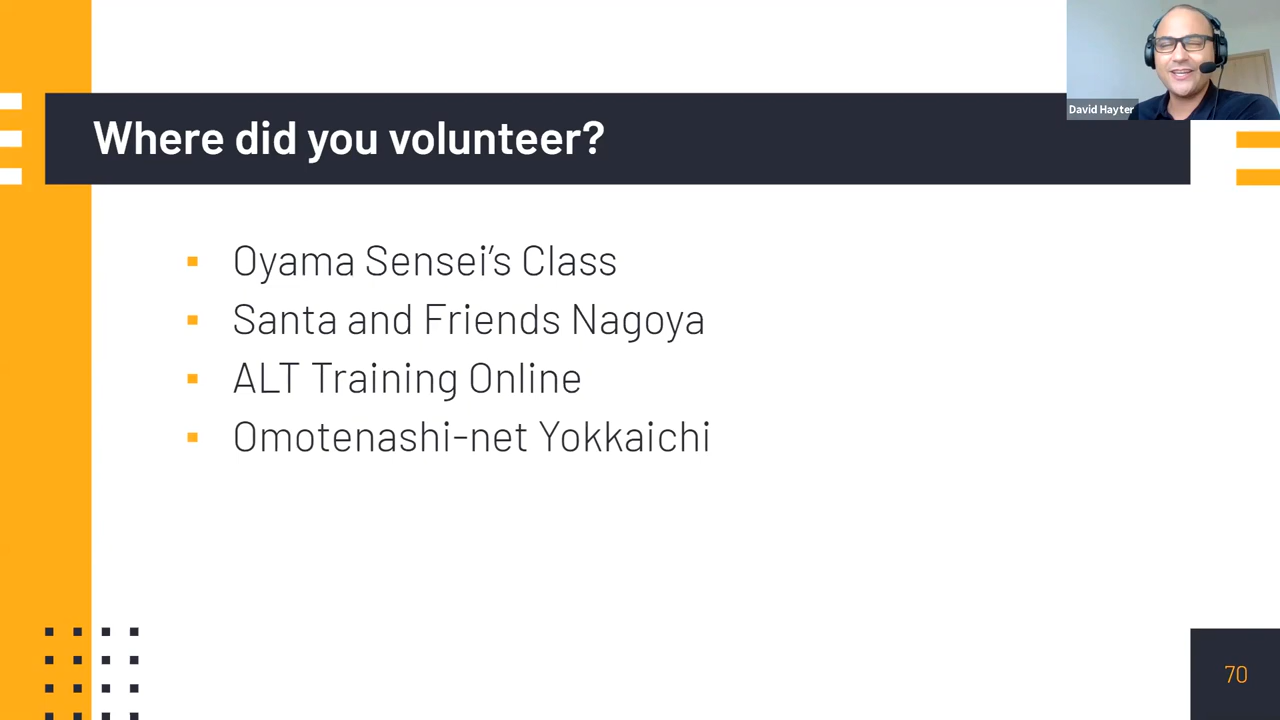 David Hayter
Where did you volunteer?
Oyama Sensei’s Class
Santa and Friends Nagoya
ALT Training Online
Omotenashi-net Yokkaichi
70